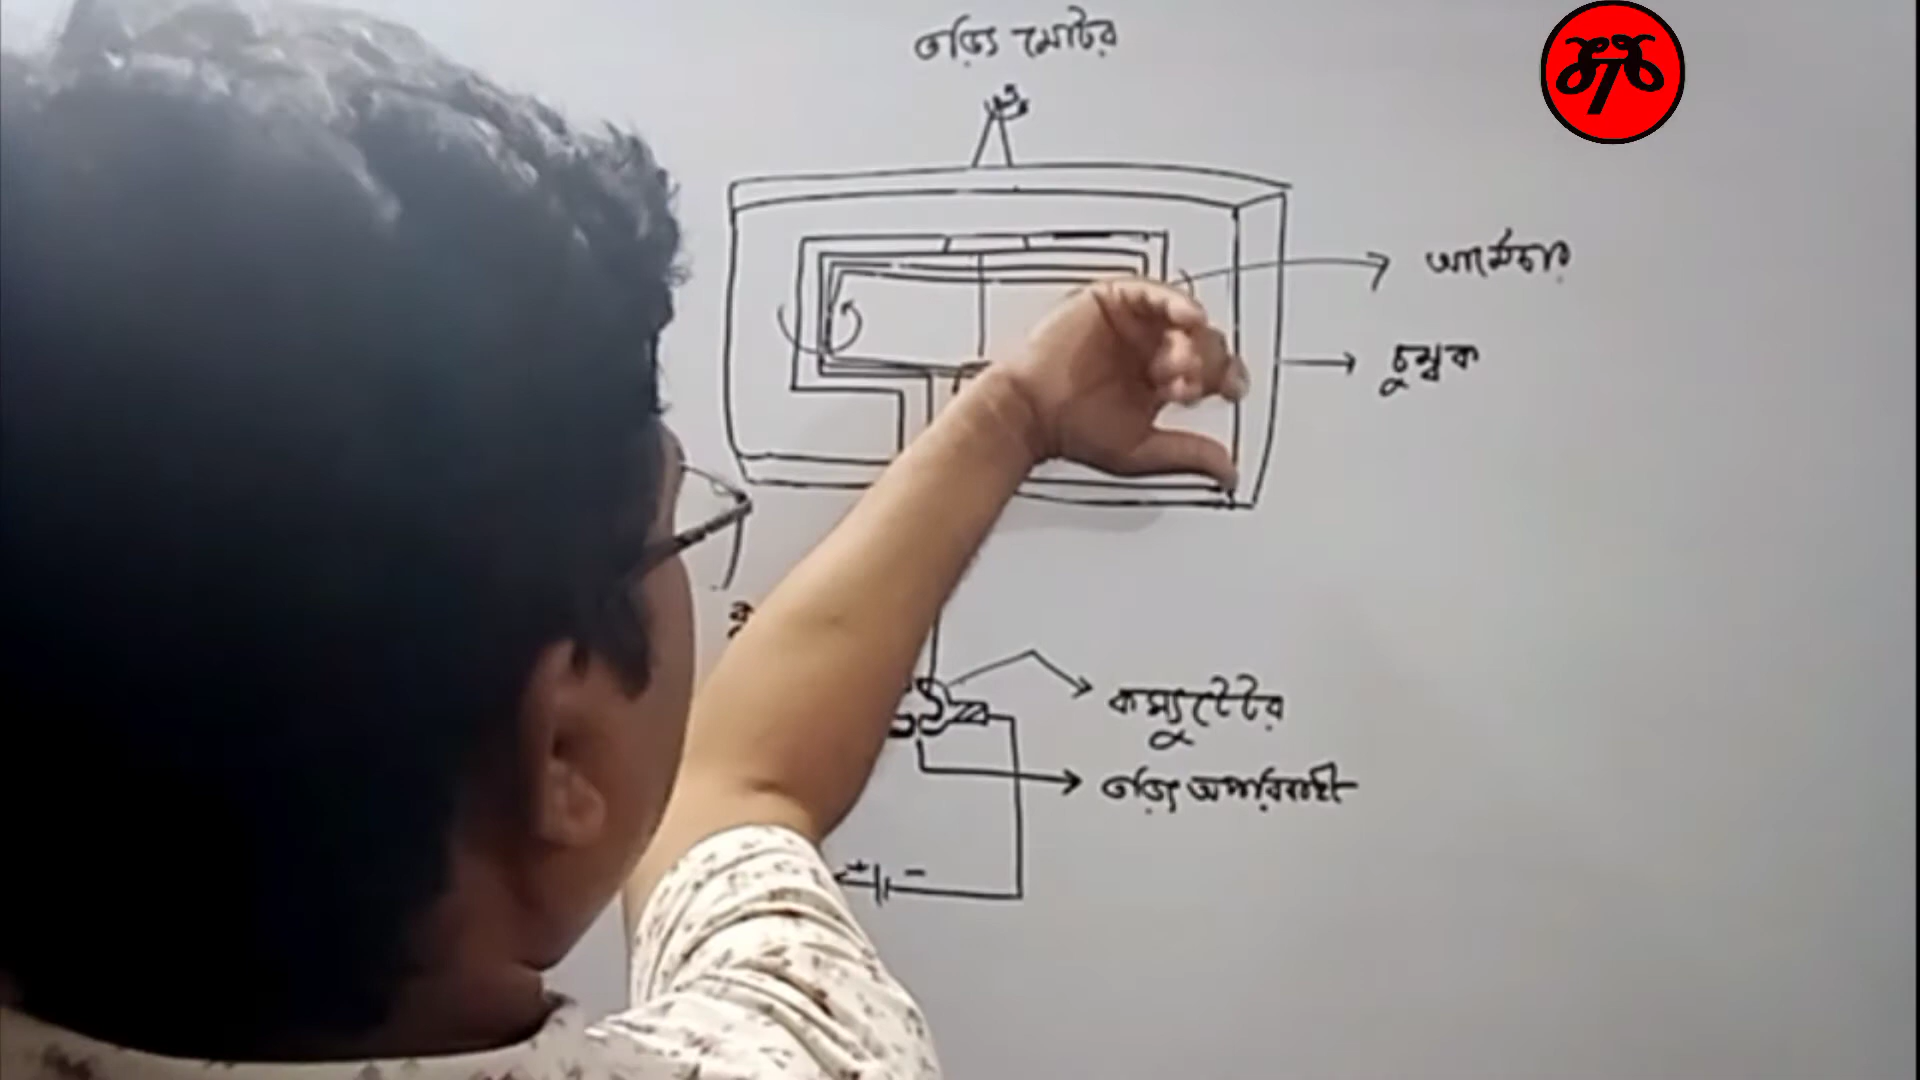 তড়িৎ মোটর
আর্মেচার
চুম্বক
কম্যুটেটর
তড়িৎ অপরিবাহী
+ -